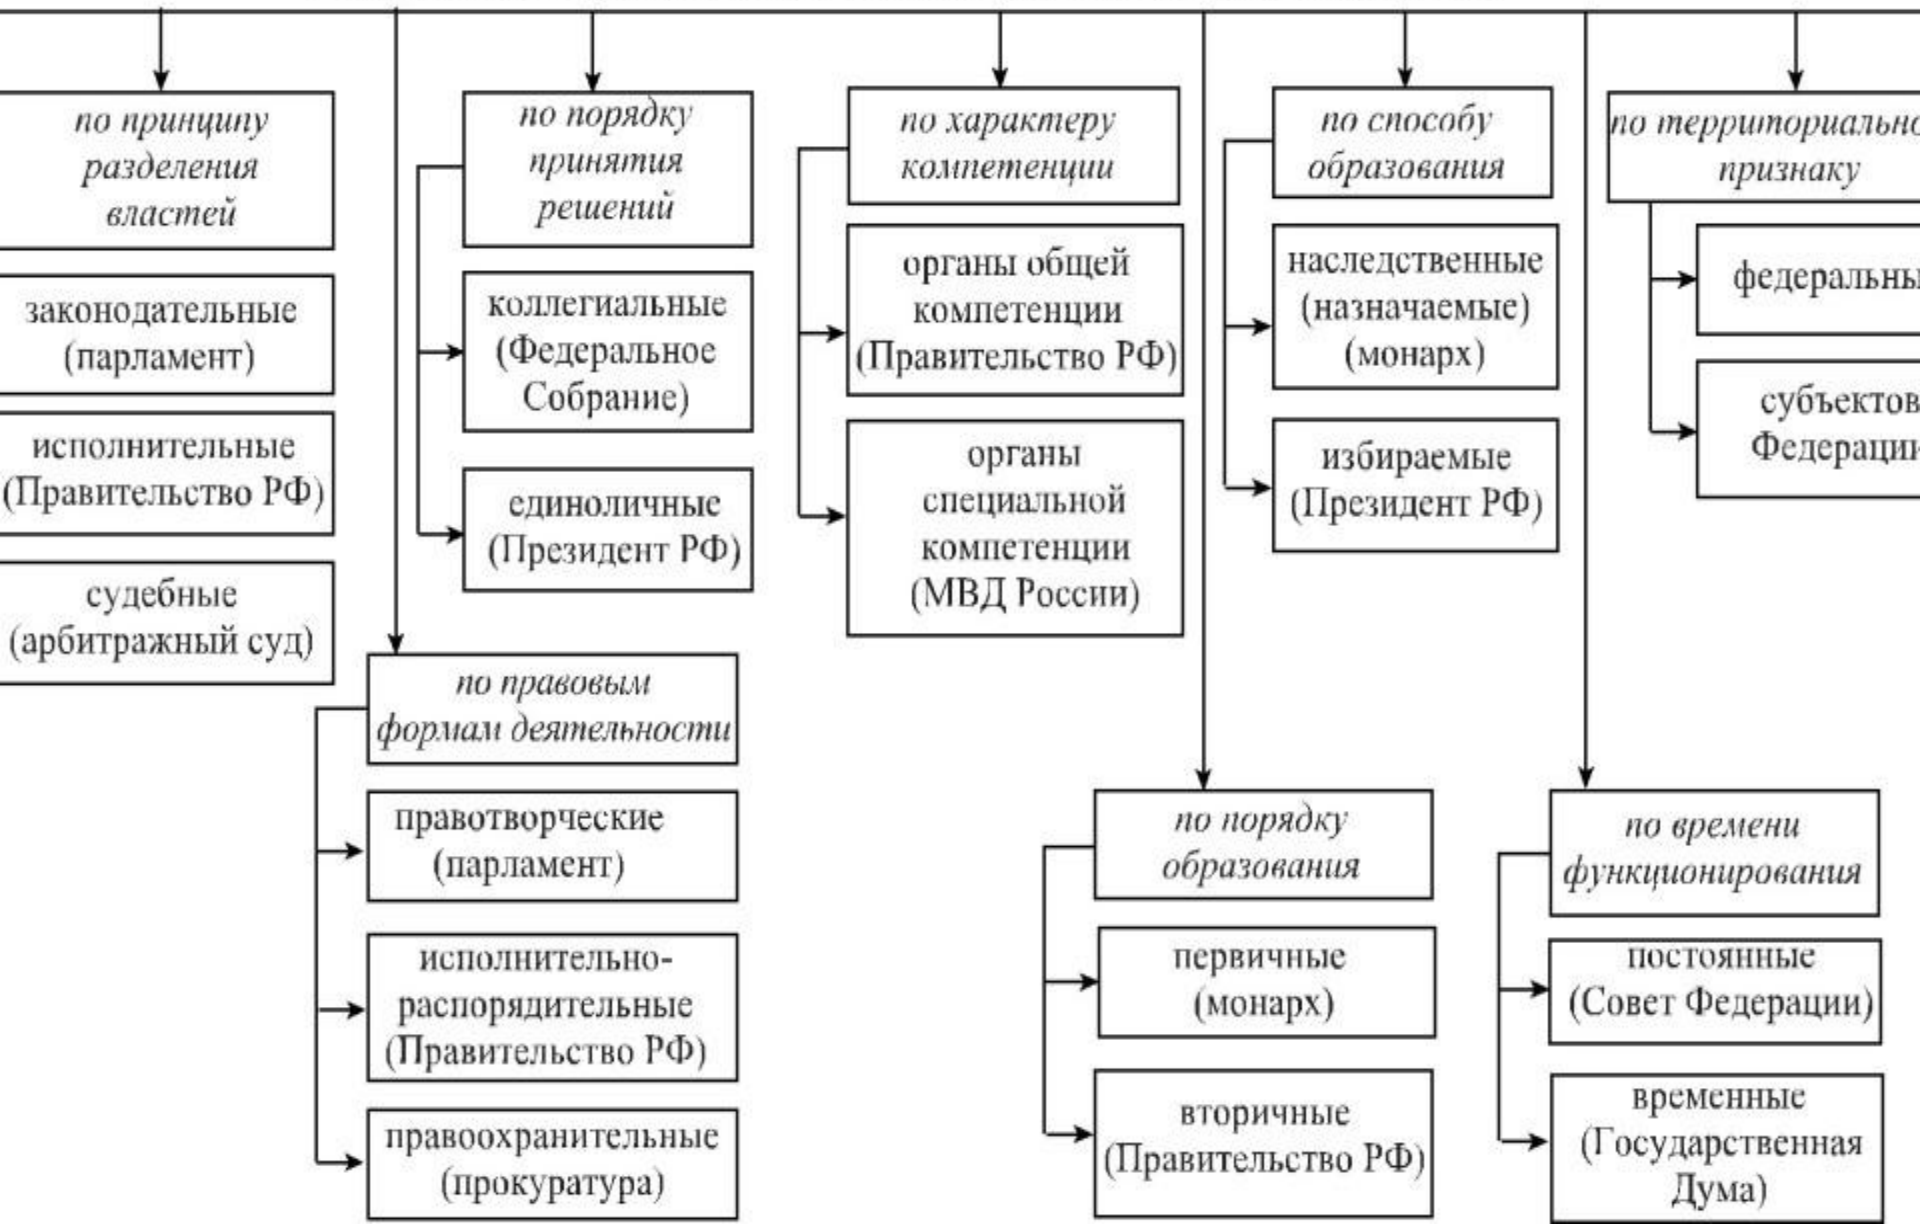 по принципу
разделения
властей
законодательные
(парламент)
исполнительные
(Правительство РФ)
судебные
(арбитражный суд)
по порядку
принятия
решений
коллегиальные
(Федеральное
Собрание)
единоличные
(Президент РФ)
по характеру
компетенции
органы общей
компетенции
(Правительство РФ)
органы
специальной
компетенции
(МВД России)
по способу
образования
наследственные
(назначаемые)
(монарх)
избираемые
(Президент РФ)
по территориально
признаку
федеральны
субъектов
Федераци
по правовым
формам деятельности
правотворческие
(парламент)
исполнительно-
распорядительные
(Правительство РФ)
правоохранительные
(прокуратура)
по порядку
образования
первичные
(монарх)
вторичные
(Правительство РФ)
по времени
функционирования
постоянные
(Совет Федерации)
временные
(Государственная
Дума)